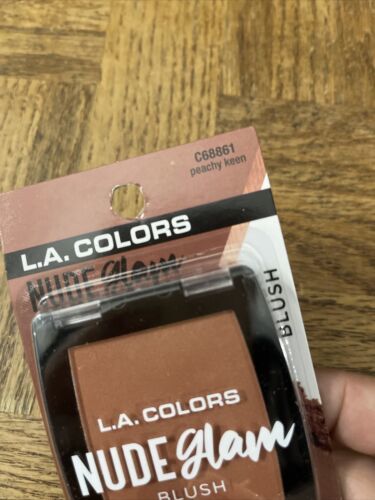 C68861
peachy keen
L.A. COLORS
NUDE glam
BLUSH
L.A. COLORS
NUDE glam
BLUSH